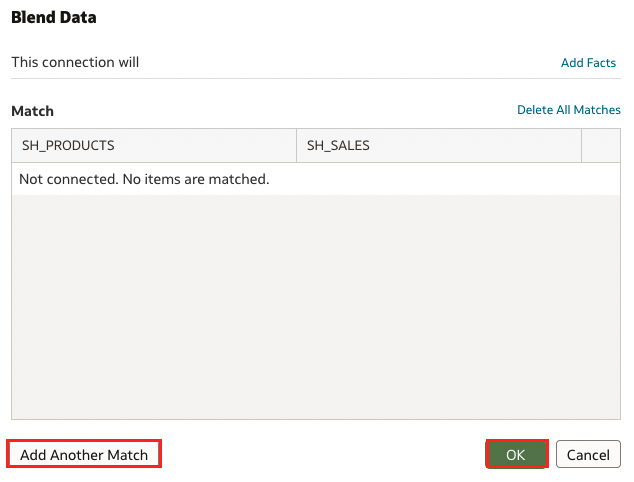 Blend Data
This connection will
Add Facts
Match
Delete All Matches
SH_PRODUCTS
SH_SALES
Not connected. No items are matched.
Add Another Match
OK
Cancel